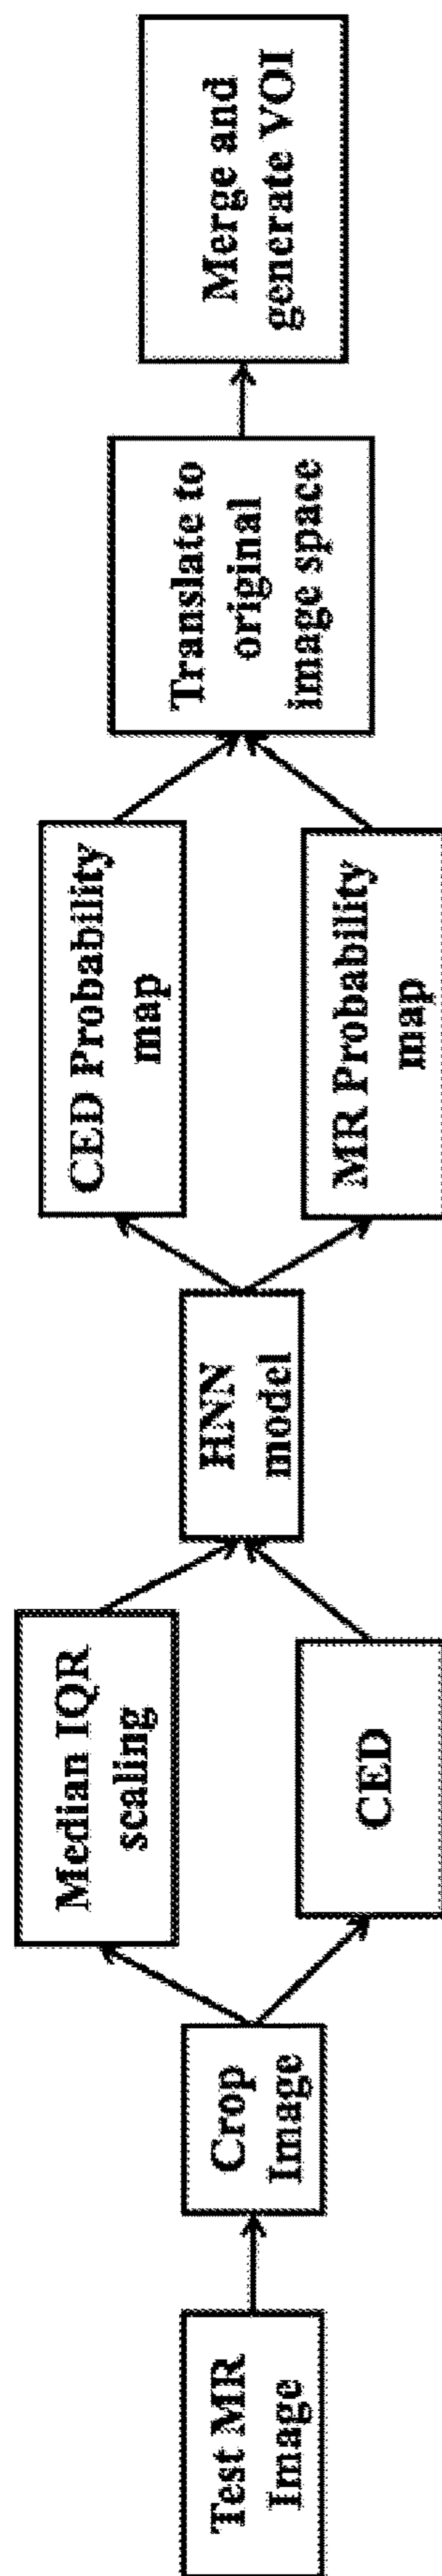 Test MR
Image
Crop
Image
Median IQR
scaling
CED
HNN
model
CED Probability
map
MR Probability
map
Translate to
original
image space
Merge and
generate VOI